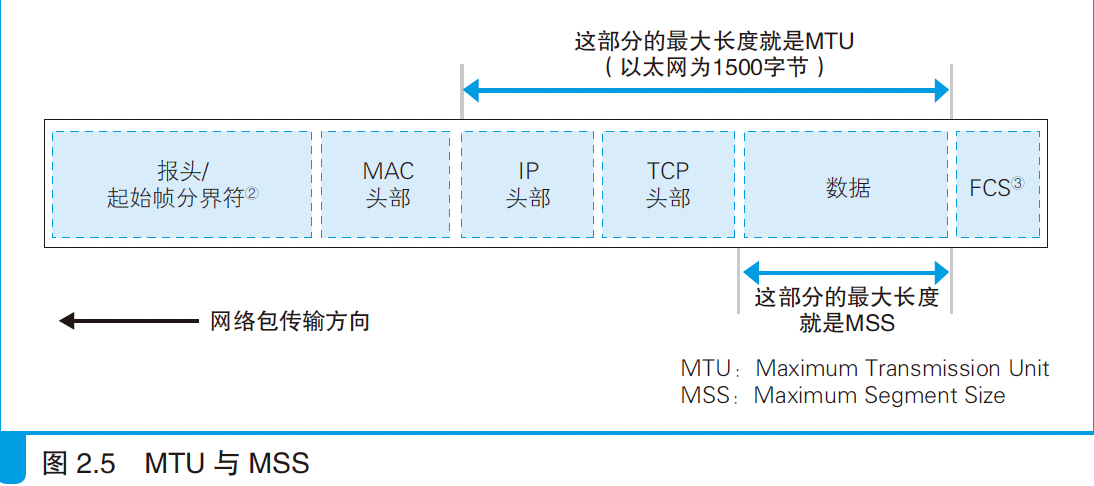 这部分的最大长度就是MTU
（以太网为1500字节）
报头/
起始帧分界符②
MAC
头部
IP
头部
TCP
头部
数据
FCS③
这部分的最大长度
就是MSS
网络包传输方向
MTU：Maximum Transmission Unit
MSS：Maximum Segment Size
图 2.5 MTU 与 MSS